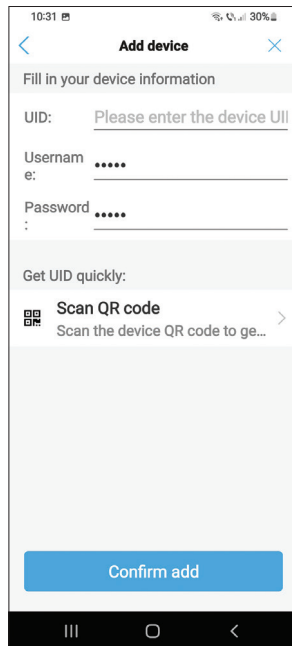 10:31 30%
Add device
Fill in your device information
UID: Please enter the device UI
Usernam
e: •••••
Password
: •••••
Get UID quickly:
Scan QR code
Scan the device QR code to ge...
Confirm add